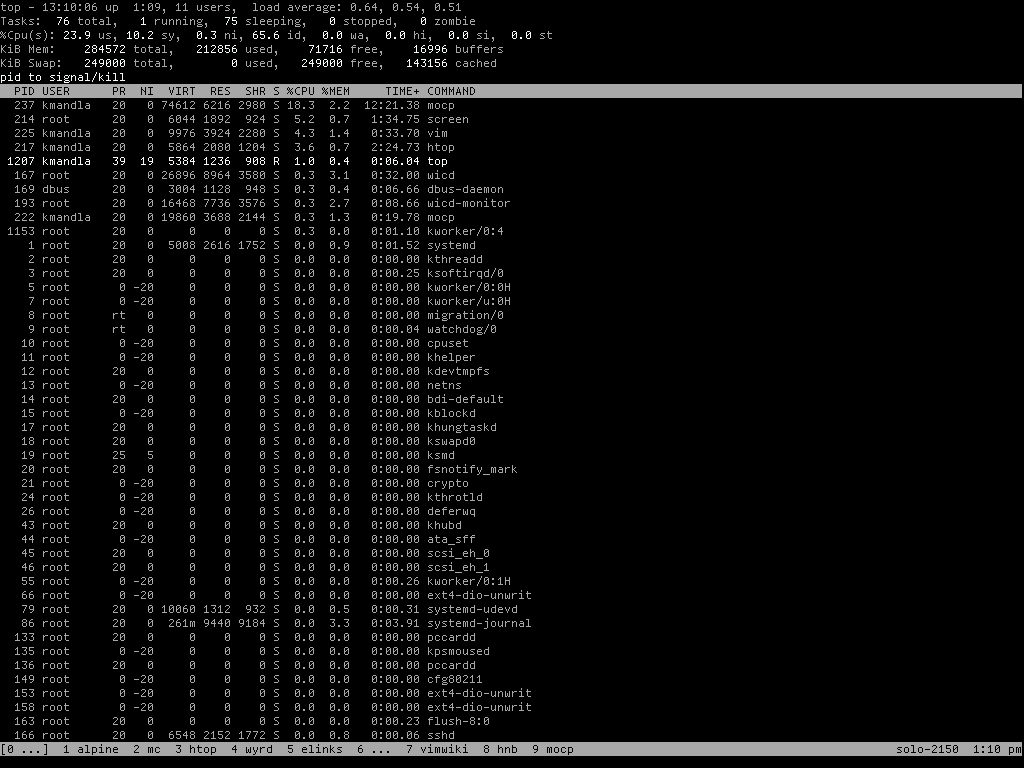 top - 13:10:06 up  1:09, 11 users,  load average: 0.64, 0.54, 0.51
Tasks:  76 total,   1 running,  75 sleeping,   0 stopped,   0 zombie
%Cpu(s): 23.9 us, 10.2 sy,  0.3 ni, 65.6 id,  0.0 wa,  0.0 hi,  0.0 si,  0.0 st
KiB Mem:    284572 total,   212856 used,    71716 free,    16996 buffers
KiB Swap:   249000 total,        0 used,   249000 free,   143156 cached
pid to signal/kill
  PID USER      PR  NI  VIRT  RES  SHR S %CPU %MEM     TIME+ COMMAND
  237 kmandla   20   0 74612 6216 2980 S 18.3  2.2  12:21.38 mocp
  214 root      20   0  6044 1892  924 S  5.2  0.7   1:34.75 screen
  225 kmandla   20   0  9976 3924 2280 S  4.3  1.4   0:33.70 vim
  217 kmandla   20   0  5864 2080 1204 S  3.6  0.7   2:24.73 htop
 1207 kmandla   39  19  5384 1236  908 R  1.0  0.4   0:06.04 top
  167 root      20   0 26896 8964 3580 S  0.3  3.1   0:32.00 wicd
  169 dbus      20   0  3004 1128  948 S  0.3  0.4   0:06.66 dbus-daemon
  193 root      20   0 16468 7736 3576 S  0.3  2.7   0:08.66 wicd-monitor
  222 kmandla   20   0 19860 3688 2144 S  0.3  1.3   0:19.78 mocp
 1153 root      20   0     0    0    0 S  0.3  0.0   0:01.10 kworker/0:4
    1 root      20   0  5008 2616 1752 S  0.0  0.9   0:01.52 systemd
    2 root      20   0     0    0    0 S  0.0  0.0   0:00.00 kthreadd
    3 root      20   0     0    0    0 S  0.0  0.0   0:00.25 ksoftirqd/0
    5 root       0 -20     0    0    0 S  0.0  0.0   0:00.00 kworker/0:0H
    7 root       0 -20     0    0    0 S  0.0  0.0   0:00.00 kworker/u:0H
    8 root      rt   0     0    0    0 S  0.0  0.0   0:00.00 migration/0
    9 root      rt   0     0    0    0 S  0.0  0.0   0:00.04 watchdog/0
   10 root       0 -20     0    0    0 S  0.0  0.0   0:00.00 cpuset
   11 root       0 -20     0    0    0 S  0.0  0.0   0:00.00 khelper
   12 root      20   0     0    0    0 S  0.0  0.0   0:00.00 kdevtmpfs
   13 root       0 -20     0    0    0 S  0.0  0.0   0:00.00 netns
   14 root      20   0     0    0    0 S  0.0  0.0   0:00.00 bdi-default
   15 root       0 -20     0    0    0 S  0.0  0.0   0:00.00 kblockd
   17 root      20   0     0    0    0 S  0.0  0.0   0:00.00 khungtaskd
   18 root      20   0     0    0    0 S  0.0  0.0   0:00.00 kswapd0
   19 root      25   5     0    0    0 S  0.0  0.0   0:00.00 ksmd
   20 root      20   0     0    0    0 S  0.0  0.0   0:00.00 fsnotify_mark
   21 root       0 -20     0    0    0 S  0.0  0.0   0:00.00 crypto
   24 root       0 -20     0    0    0 S  0.0  0.0   0:00.00 kthrotld
   26 root       0 -20     0    0    0 S  0.0  0.0   0:00.00 deferwq
   43 root      20   0     0    0    0 S  0.0  0.0   0:00.00 khubd
   44 root       0 -20     0    0    0 S  0.0  0.0   0:00.00 ata_sff
   45 root      20   0     0    0    0 S  0.0  0.0   0:00.00 scsi_eh_0
   46 root      20   0     0    0    0 S  0.0  0.0   0:00.00 scsi_eh_1
   55 root       0 -20     0    0    0 S  0.0  0.0   0:00.26 kworker/0:1H
   66 root       0 -20     0    0    0 S  0.0  0.0   0:00.00 ext4-dio-unwrit
   79 root      20   0 10060 1312  932 S  0.0  0.5   0:00.31 systemd-udevd
   86 root      20   0  261m 9440 9184 S  0.0  3.3   0:03.91 systemd-journal
  133 root      20   0     0    0    0 S  0.0  0.0   0:00.00 pccardd
  135 root       0 -20     0    0    0 S  0.0  0.0   0:00.00 kpsmoused
  136 root      20   0     0    0    0 S  0.0  0.0   0:00.00 pccardd
  149 root       0 -20     0    0    0 S  0.0  0.0   0:00.00 cfg80211
  153 root       0 -20     0    0    0 S  0.0  0.0   0:00.00 ext4-dio-unwrit
  158 root       0 -20     0    0    0 S  0.0  0.0   0:00.00 ext4-dio-unwrit
  163 root      20   0     0    0    0 S  0.0  0.0   0:00.23 flush-8:0
  166 root      20   0  6548 2152 1772 S  0.0  0.8   0:00.06 sshd
[0 ...]  1 alpine  2 mc  3 htop  4 wyrd  5 elinks  6 ...  7 vimwiki  8 hnb  9 mocp  solo-2150  1:10 pm